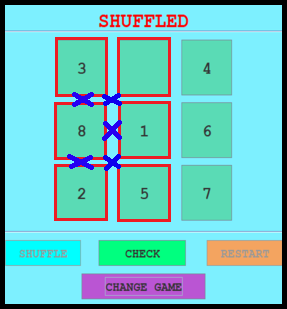 SHUFFLED
3 4
8 1 6
2 5 7
SHUFFLE CHECK RESTART
CHANGE GAME